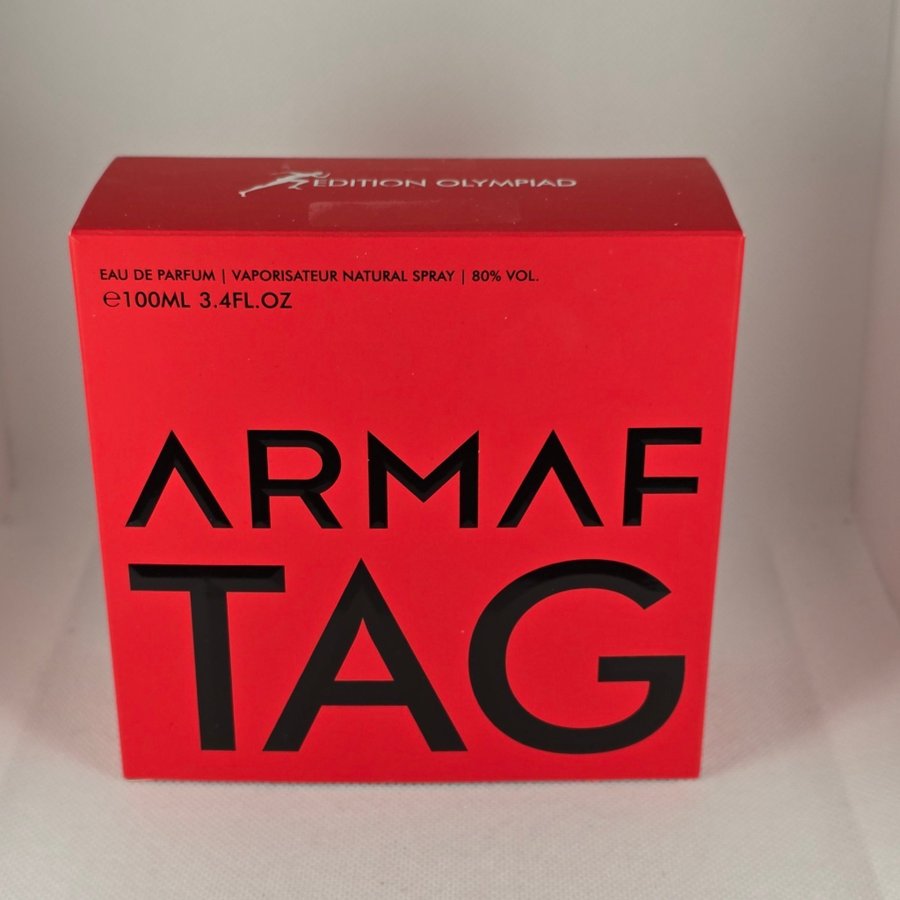 EDITION OLYMPIAD
EAU DE PARFUM | VAPORISATEUR NATURAL SPRAY | 80% VOL.
℮100ML 3.4FL.OZ
ARMAF
TAG